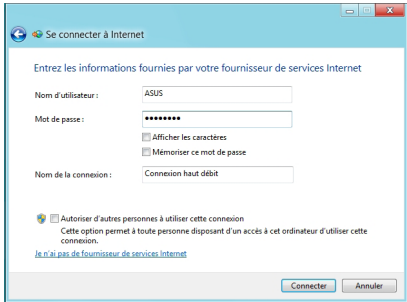 Se connecter à Internet
Entrez les informations fournies par votre fournisseur de services Internet
Nom d'utilisateur :
ASUS
Mot de passe :
••••••••
Afficher les caractères
Mémoriser ce mot de passe
Nom de la connexion :
Connexion haut débit
Autoriser d'autres personnes à utiliser cette connexion
Cette option permet à toute personne disposant d'un accès à cet ordinateur d'utiliser cette
connexion.
Je n'ai pas de fournisseur de services Internet
Connecter
Annuler